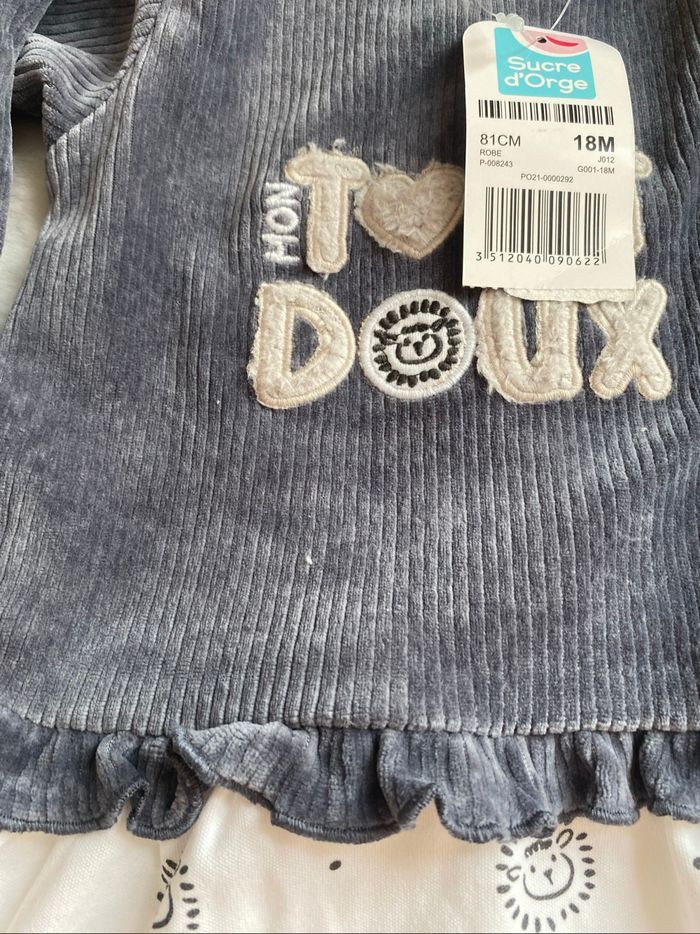 Sucre
d'Orge
81CM 18M
ROBE J012
P-008243 G001-18M
PO21-0000292
3 512040 090622
MON
T
DOUX